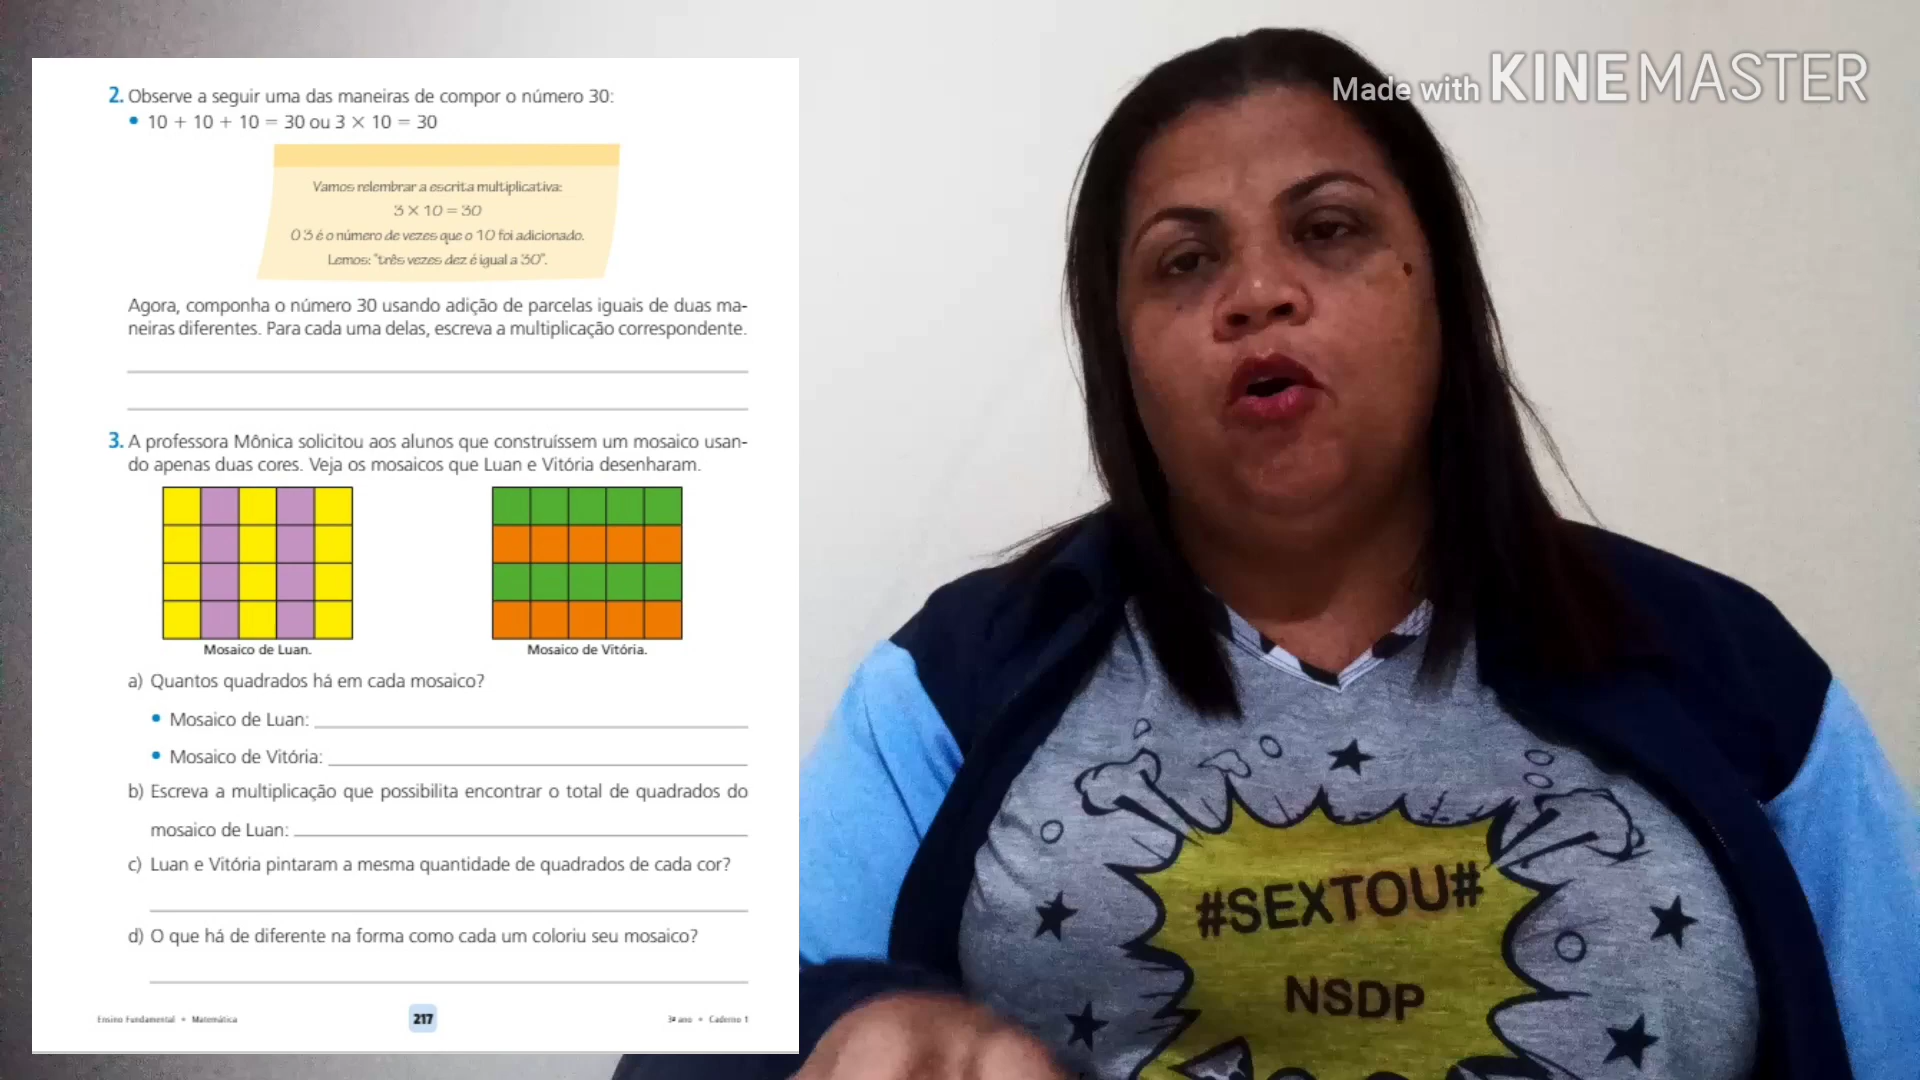 2. Observe a seguir uma das maneiras de compor o número 30:
• 10 + 10 + 10 = 30 ou 3 × 10 = 30
Vamos relembrar a escrita multiplicativa:
3 × 10 = 30
O 3 é o número de vezes que o 10 foi adicionado.
Lemos: "três vezes dez é igual a 30".
Agora, componha o número 30 usando adição de parcelas iguais de duas ma-
neiras diferentes. Para cada uma delas, escreva a multiplicação correspondente.
3. A professora Mônica solicitou aos alunos que construíssem um mosaico usan-
do apenas duas cores. Veja os mosaicos que Luan e Vitória desenharam.
Mosaico de Luan.
Mosaico de Vitória.
a) Quantos quadrados há em cada mosaico?
• Mosaico de Luan:
• Mosaico de Vitória:
b) Escreva a multiplicação que possibilita encontrar o total de quadrados do
mosaico de Luan:
c) Luan e Vitória pintaram a mesma quantidade de quadrados de cada cor?
d) O que há de diferente na forma como cada um coloriu seu mosaico?
Ensino Fundamental • Matemática
217
3º ano • Caderno 1
Made with KINEMASTER
#SEXTOU#
NSDP